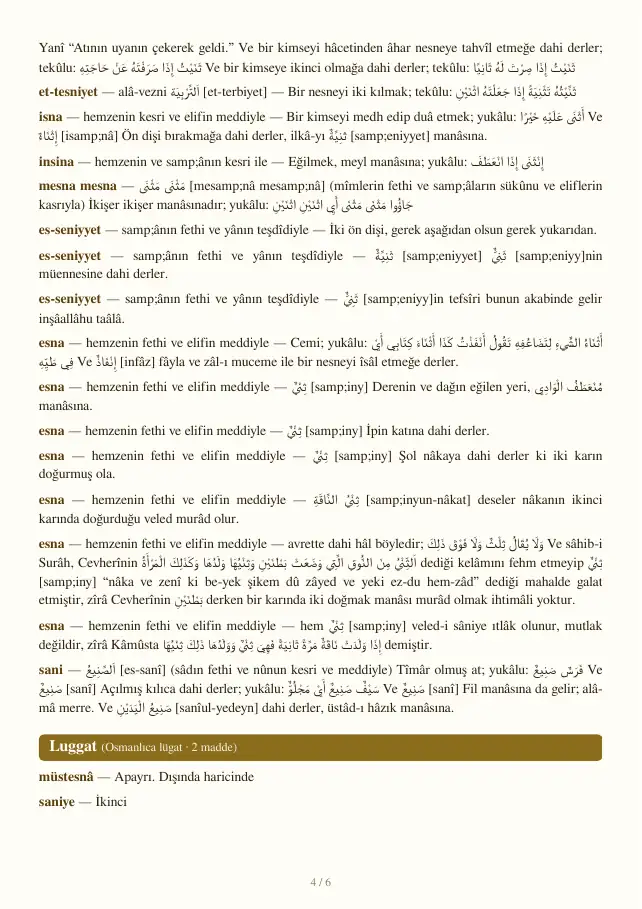 Yanî “Atının uyanın çekerek geldi.” Ve bir kimseyi hâcetinden âhar nesneye tahvîl etmeğe dahi derler;
tekûlu: ثَنَيْتُ إِذَا صَرَفْتَهُ عَنْ حَاجَتِهِ Ve bir kimseye ikinci olmağa dahi derler; tekûlu: ثَنَيْتُ إِذَا صِرْتَ لَهُ ثَانِيًا
et-tesniyet — alâ-vezni اَلتَّرْبِيَة [et-terbiyet] — Bir nesneyi iki kılmak; tekûlu: ثَنَّيْتُهُ تَثْنِيَةً إِذَا جَعَلْتَهُ اثْنَيْنِ
isna — hemzenin kesri ve elifin meddiyle — Bir kimseyi medh edip duâ etmek; yukâlu: أَثْنَى عَلَيْهِ خَيْرًا Ve
إِثْنَاءٌ [isamp;nâ] Ön dişi bırakmağa dahi derler, ilkâ-yı ثَنِيَّةٌ [samp;eniyyet] manâsına.
insina — hemzenin ve samp;ânın kesri ile — Eğilmek, meyl manâsına; yukâlu: اِنْثَنَى إِذَا انْعَطَفَ
mesna mesna — مَثْنَى مَثْنَى [mesamp;nâ mesamp;nâ] (mîmlerin fethi ve samp;âların sükûnu ve eliflerin
kasrıyla) İkişer ikişer manâsınadır; yukâlu: جَاؤُوا مَثْنَى مَثْنَى أَيِ اثْنَيْنِ اثْنَيْنِ
es-seniyyet — samp;ânın fethi ve yânın teşdîdiyle — İki ön dişi, gerek aşağıdan olsun gerek yukarıdan.
es-seniyyet — samp;ânın fethi ve yânın teşdîdiyle — ثَنِيَّةٌ [samp;eniyyet] ثَنِيٌّ [samp;eniyy]nin
müennesine dahi derler.
es-seniyyet — samp;ânın fethi ve yânın teşdîdiyle — ثَنِيٌّ [samp;eniyy]in tefsîri bunun akabinde gelir
inşâallâhu taâlâ.
esna — hemzenin fethi ve elifin meddiyle — Cemi; yukâlu: أَثْنَاءُ الشَّيْءِ لِتَضَاعُفِهِ تَقُولُ أَنْفَذْتُ كَذَا أَثْنَاءَ كِتَابِي أَيْ
فِي طَيِّهِ Ve إِنْفَاذٌ [infâz] fâyla ve zâl-ı muceme ile bir nesneyi îsâl etmeğe derler.
esna — hemzenin fethi ve elifin meddiyle — ثِنْيٌ [samp;iny] Derenin ve dağın eğilen yeri, مُنْعَطَفُ الْوَادِي
manâsına.
esna — hemzenin fethi ve elifin meddiyle — ثِنْيٌ [samp;iny] İpin katına dahi derler.
esna — hemzenin fethi ve elifin meddiyle — ثِنْيٌ [samp;iny] Şol nâkaya dahi derler ki iki karın
doğurmuş ola.
esna — hemzenin fethi ve elifin meddiyle — ثِنْيُ النَّاقَةِ [samp;inyun-nâkat] deseler nâkanın ikinci
karında doğurduğu veled murâd olur.
esna — hemzenin fethi ve elifin meddiyle — avrette dahi hâl böyledir; وَلَا يُقَالُ ثِلْثٌ وَلَا فَوْقَ ذَلِكَ Ve sâhib-i
Surâh, Cevherînin اَلثِّنْيُ مِنَ النُّوقِ الَّتِي وَضَعَتْ بَطْنَيْنِ وَثِنْيُهَا وَلَدُهَا وَكَذَلِكَ الْمَرْأَةُ dediği kelâmını fehm etmeyip ثِنْيٌ
[samp;iny] “nâka ve zenî ki be-yek şikem dü zâyed ve yeki ez-du hem-zâd” dediği mahalde galat
etmiştir, zîrâ Cevherînin بَطْنَيْنِ derken bir karında iki doğmak manâsı murâd olmak ihtimâli yoktur.
esna — hemzenin fethi ve elifin meddiyle — hem ثِنْيٌ [samp;iny] veled-i sâniye ıtlâk olunur, mutlak
değildir, zîrâ Kâmûsta إِذَا وَلَدَتْ نَاقَةٌ مَرَّةً ثَانِيَةً فَهِيَ ثِنْيٌ وَوَلَدُهَا ذَلِكَ ثِنْيُهَا demiştir.
sani — اَلصَّنِيعُ [es-sanî] (sâdın fethi ve nûnun kesri ve meddiyle) Tîmâr olmuş at; yukâlu: فَرَسٌ صَنِيعٌ Ve
صَنِيعٌ [sanî] Açılmış kılıca dahi derler; yukâlu: سَيْفٌ صَنِيعٌ أَيْ مَجْلُوٌّ Ve صَنِيعٌ [sanî] Fil manâsına da gelir; alâ-
mâ merre. Ve صَنِيعُ الْيَدَيْنِ [sanîul-yedeyn] dahi derler, üstâd-ı hâzık manâsına.
Luggat (Osmanlıca lügat · 2 madde)
müstesnâ — Apayrı. Dışında haricinde
saniye — İkinci
4 / 6